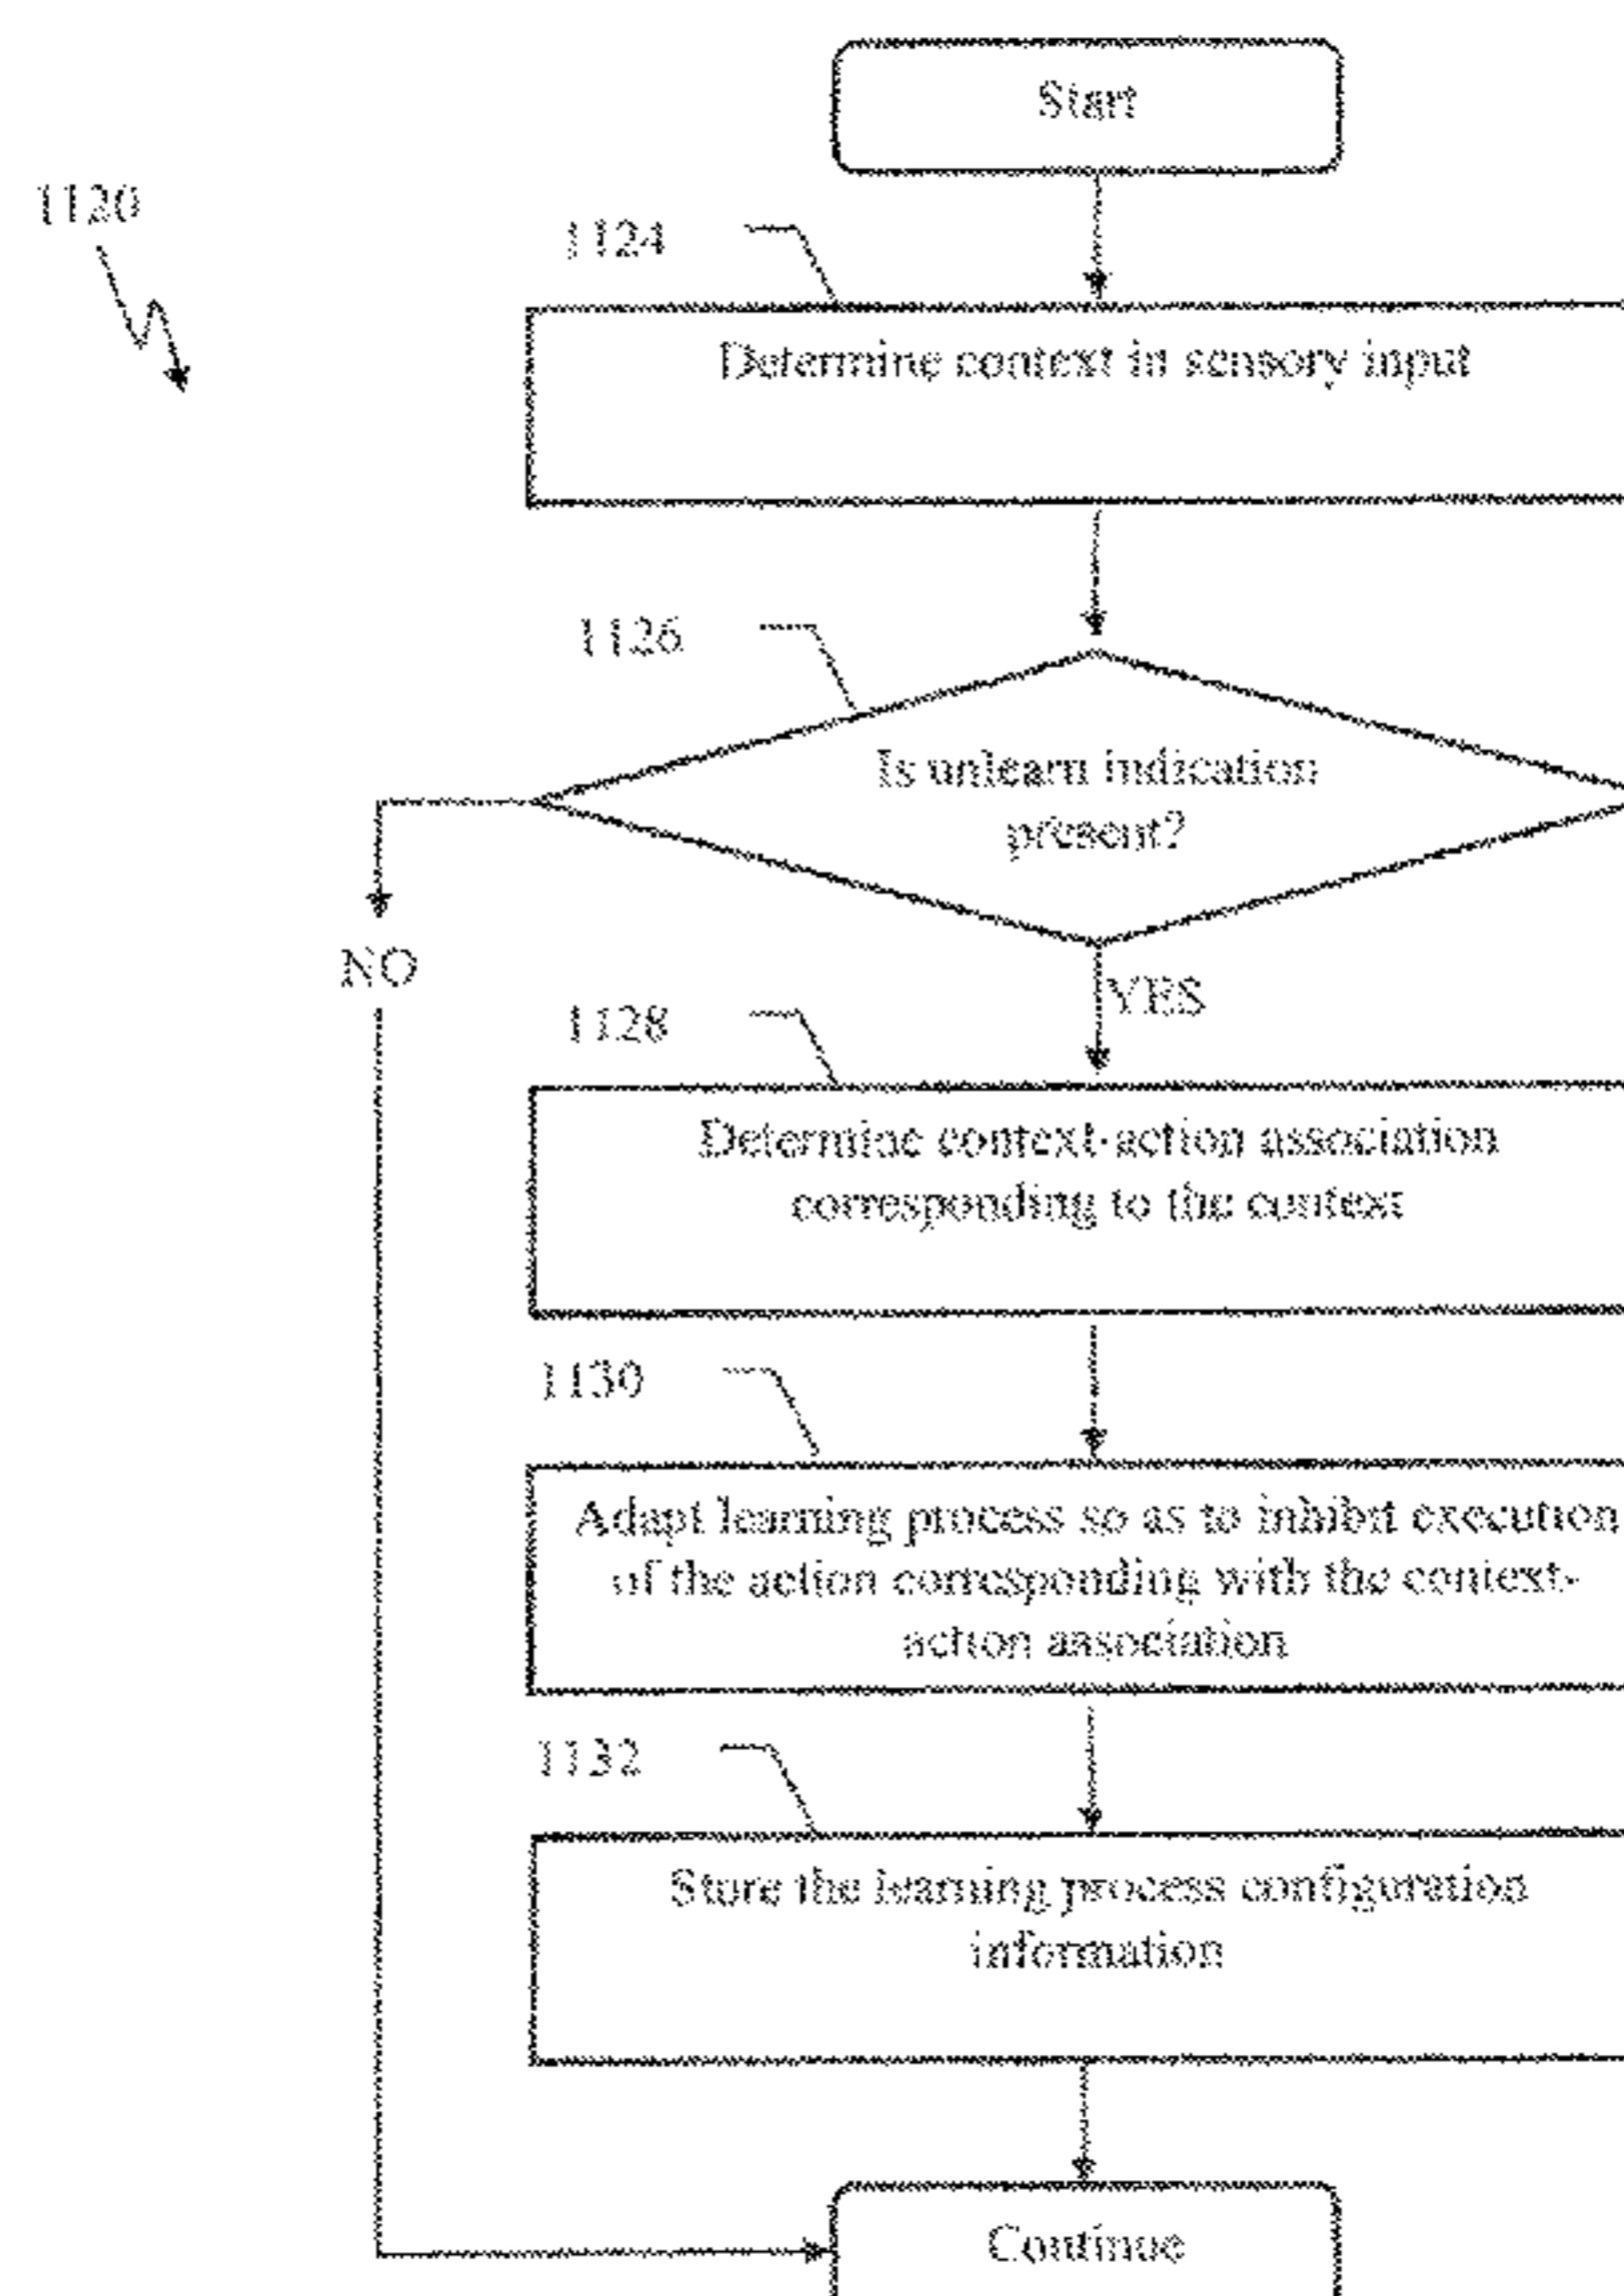 Start
1120
1124
Determine context in sensory input
1126
Is unlearn indication
present?
NO
YES
1128
Determine context-action association
corresponding to the context
1130
Adapt learning process so as to inhibit execution
of the action corresponding with the context-
action association
1132
Store the learning process configuration
information
Continue